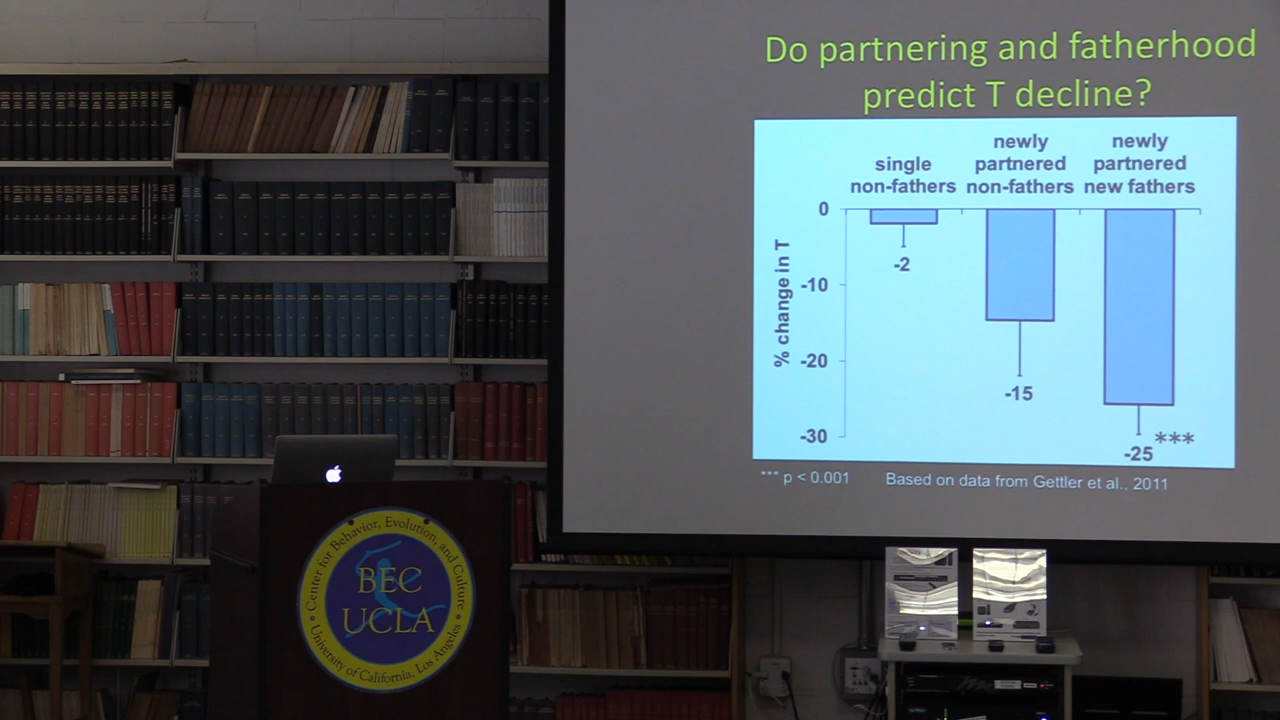 Do partnering and fatherhood
predict T decline?
single
non-fathers
newly
partnered
non-fathers
newly
partnered
new fathers
% change in T
0
-10
-20
-30
-2
-15
-25
***
*** p < 0.001
Based on data from Gettler et al., 2011
Center for Behavior, Evolution, and Culture
BEC
UCLA
University of California, Los Angeles